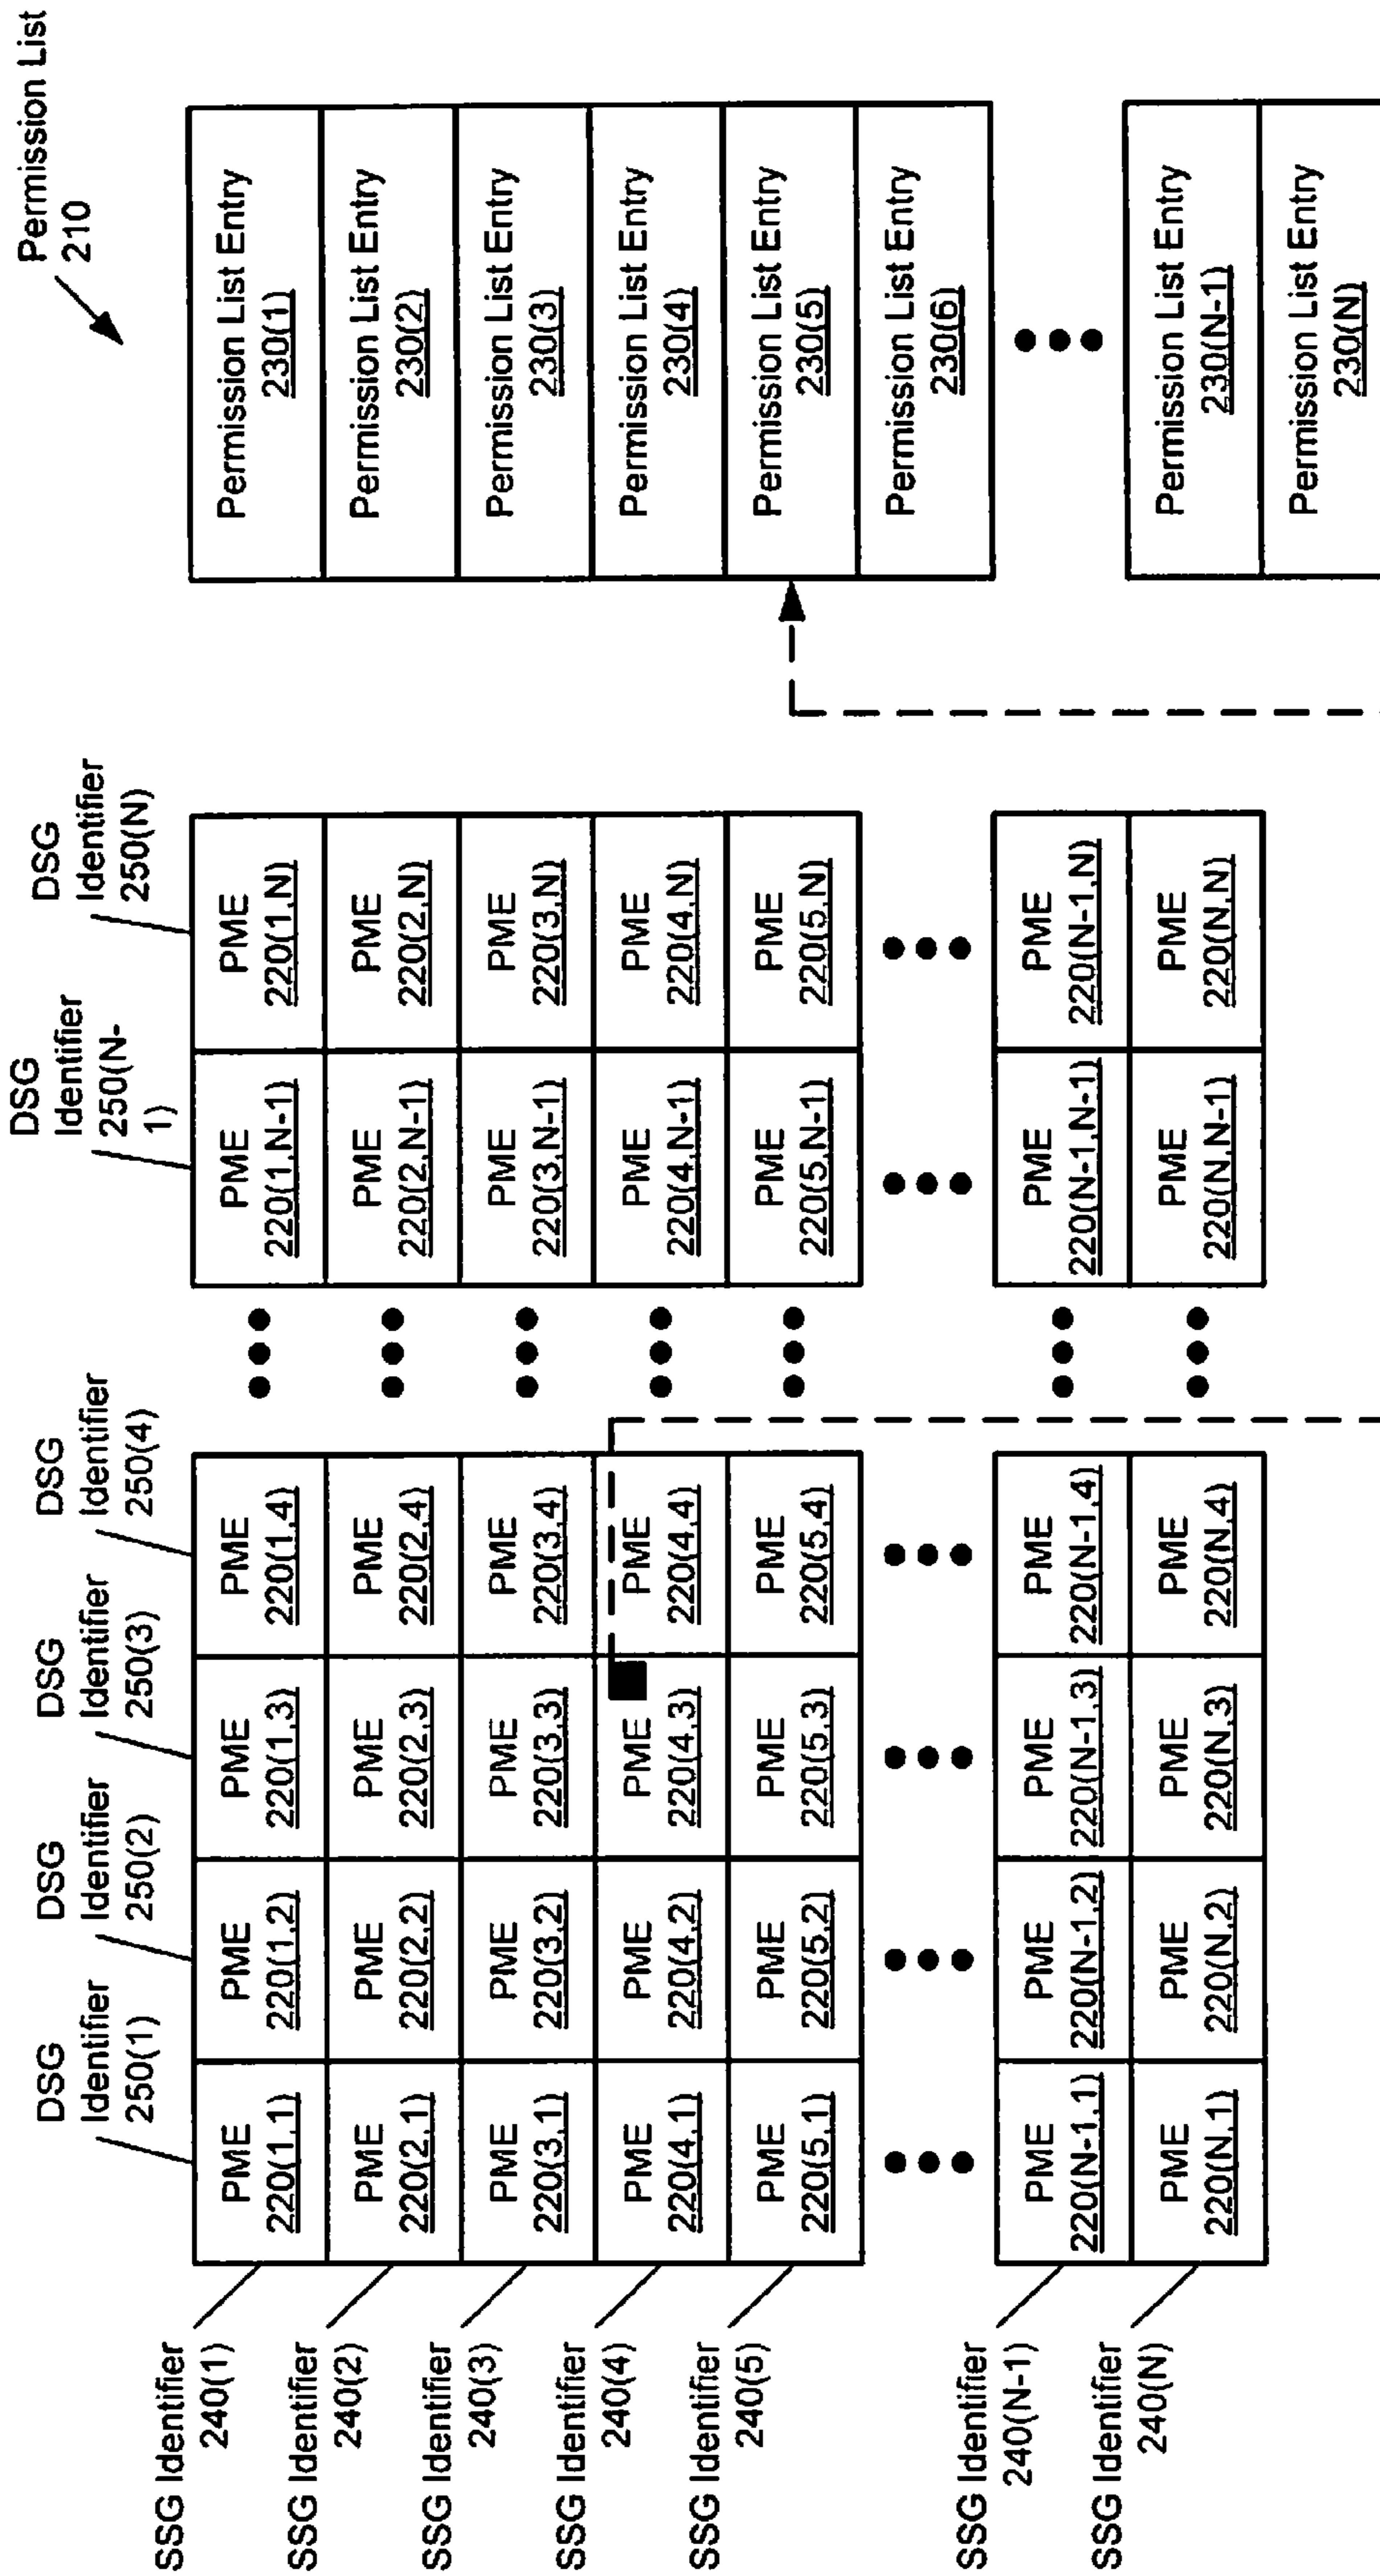 Permission List
210
DSG
Identifier
250(1)
DSG
Identifier
250(2)
DSG
Identifier
250(3)
DSG
Identifier
250(4)
DSG
Identifier
250(N-
1)
DSG
Identifier
250(N)
SSG Identifier
240(1)
PME
220(1,1)
PME
220(1,2)
PME
220(1,3)
PME
220(1,4)
PME
220(1,N-1)
PME
220(1,N)
SSG Identifier
240(2)
PME
220(2,1)
PME
220(2,2)
PME
220(2,3)
PME
220(2,4)
PME
220(2,N-1)
PME
220(2,N)
SSG Identifier
240(3)
PME
220(3,1)
PME
220(3,2)
PME
220(3,3)
PME
220(3,4)
PME
220(3,N-1)
PME
220(3,N)
SSG Identifier
240(4)
PME
220(4,1)
PME
220(4,2)
PME
220(4,3)
PME
220(4,4)
PME
220(4,N-1)
PME
220(4,N)
SSG Identifier
240(5)
PME
220(5,1)
PME
220(5,2)
PME
220(5,3)
PME
220(5,4)
PME
220(5,N-1)
PME
220(5,N)
SSG Identifier
240(N-1)
PME
220(N-1,1)
PME
220(N-1,2)
PME
220(N-1,3)
PME
220(N-1,4)
PME
220(N-1,N-1)
PME
220(N-1,N)
SSG Identifier
240(N)
PME
220(N,1)
PME
220(N,2)
PME
220(N,3)
PME
220(N,4)
PME
220(N,N-1)
PME
220(N,N)
Permission List Entry
230(1)
Permission List Entry
230(2)
Permission List Entry
230(3)
Permission List Entry
230(4)
Permission List Entry
230(5)
Permission List Entry
230(6)
Permission List Entry
230(N-1)
Permission List Entry
230(N)